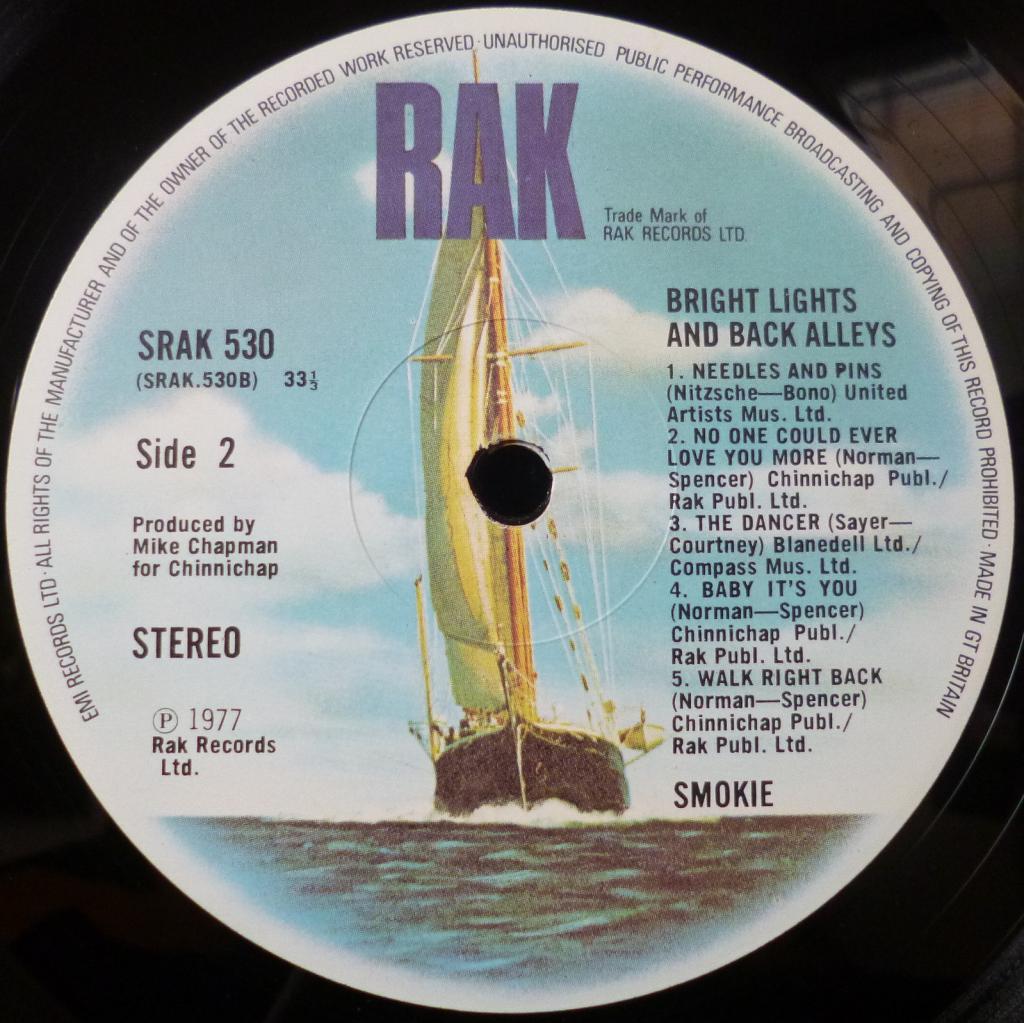 EMI RECORDS LTD·ALL RIGHTS OF THE MANUFACTURER AND OF THE OWNER OF THE RECORDED WORK RESERVED·UNAUTHORISED PUBLIC PERFORMANCE BROADCASTING AND COPYING OF THIS RECORD PROHIBITED·MADE IN GT BRITAIN
RAK
Trade Mark of
RAK RECORDS LTD.
SRAK 530
(SRAK.530B) 33⅓
Side 2
Produced by
Mike Chapman
for Chinnichap
STEREO
℗ 1977
Rak Records
Ltd.
BRIGHT LIGHTS
AND BACK ALLEYS
1. NEEDLES AND PINS
(Nitzsche—Bono) United
Artists Mus. Ltd.
2. NO ONE COULD EVER
LOVE YOU MORE (Norman—
Spencer) Chinnichap Publ./
Rak Publ. Ltd.
3. THE DANCER (Sayer—
Courtney) Blanedell Ltd./
Compass Mus. Ltd.
4. BABY IT'S YOU
(Norman—Spencer)
Chinnichap Publ./
Rak Publ. Ltd.
5. WALK RIGHT BACK
(Norman—Spencer)
Chinnichap Publ./
Rak Publ. Ltd.
SMOKIE